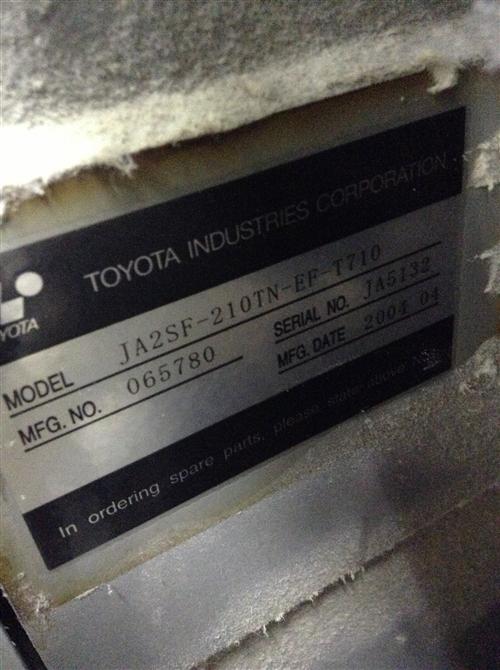 TOYOTA INDUSTRIES CORPORATION
YOTA
MODEL JA2SF-210TN-EF-T710
MFG. NO. 065780 SERIAL NO. JA5132
MFG. DATE 2004 04
In ordering spare parts, please state above